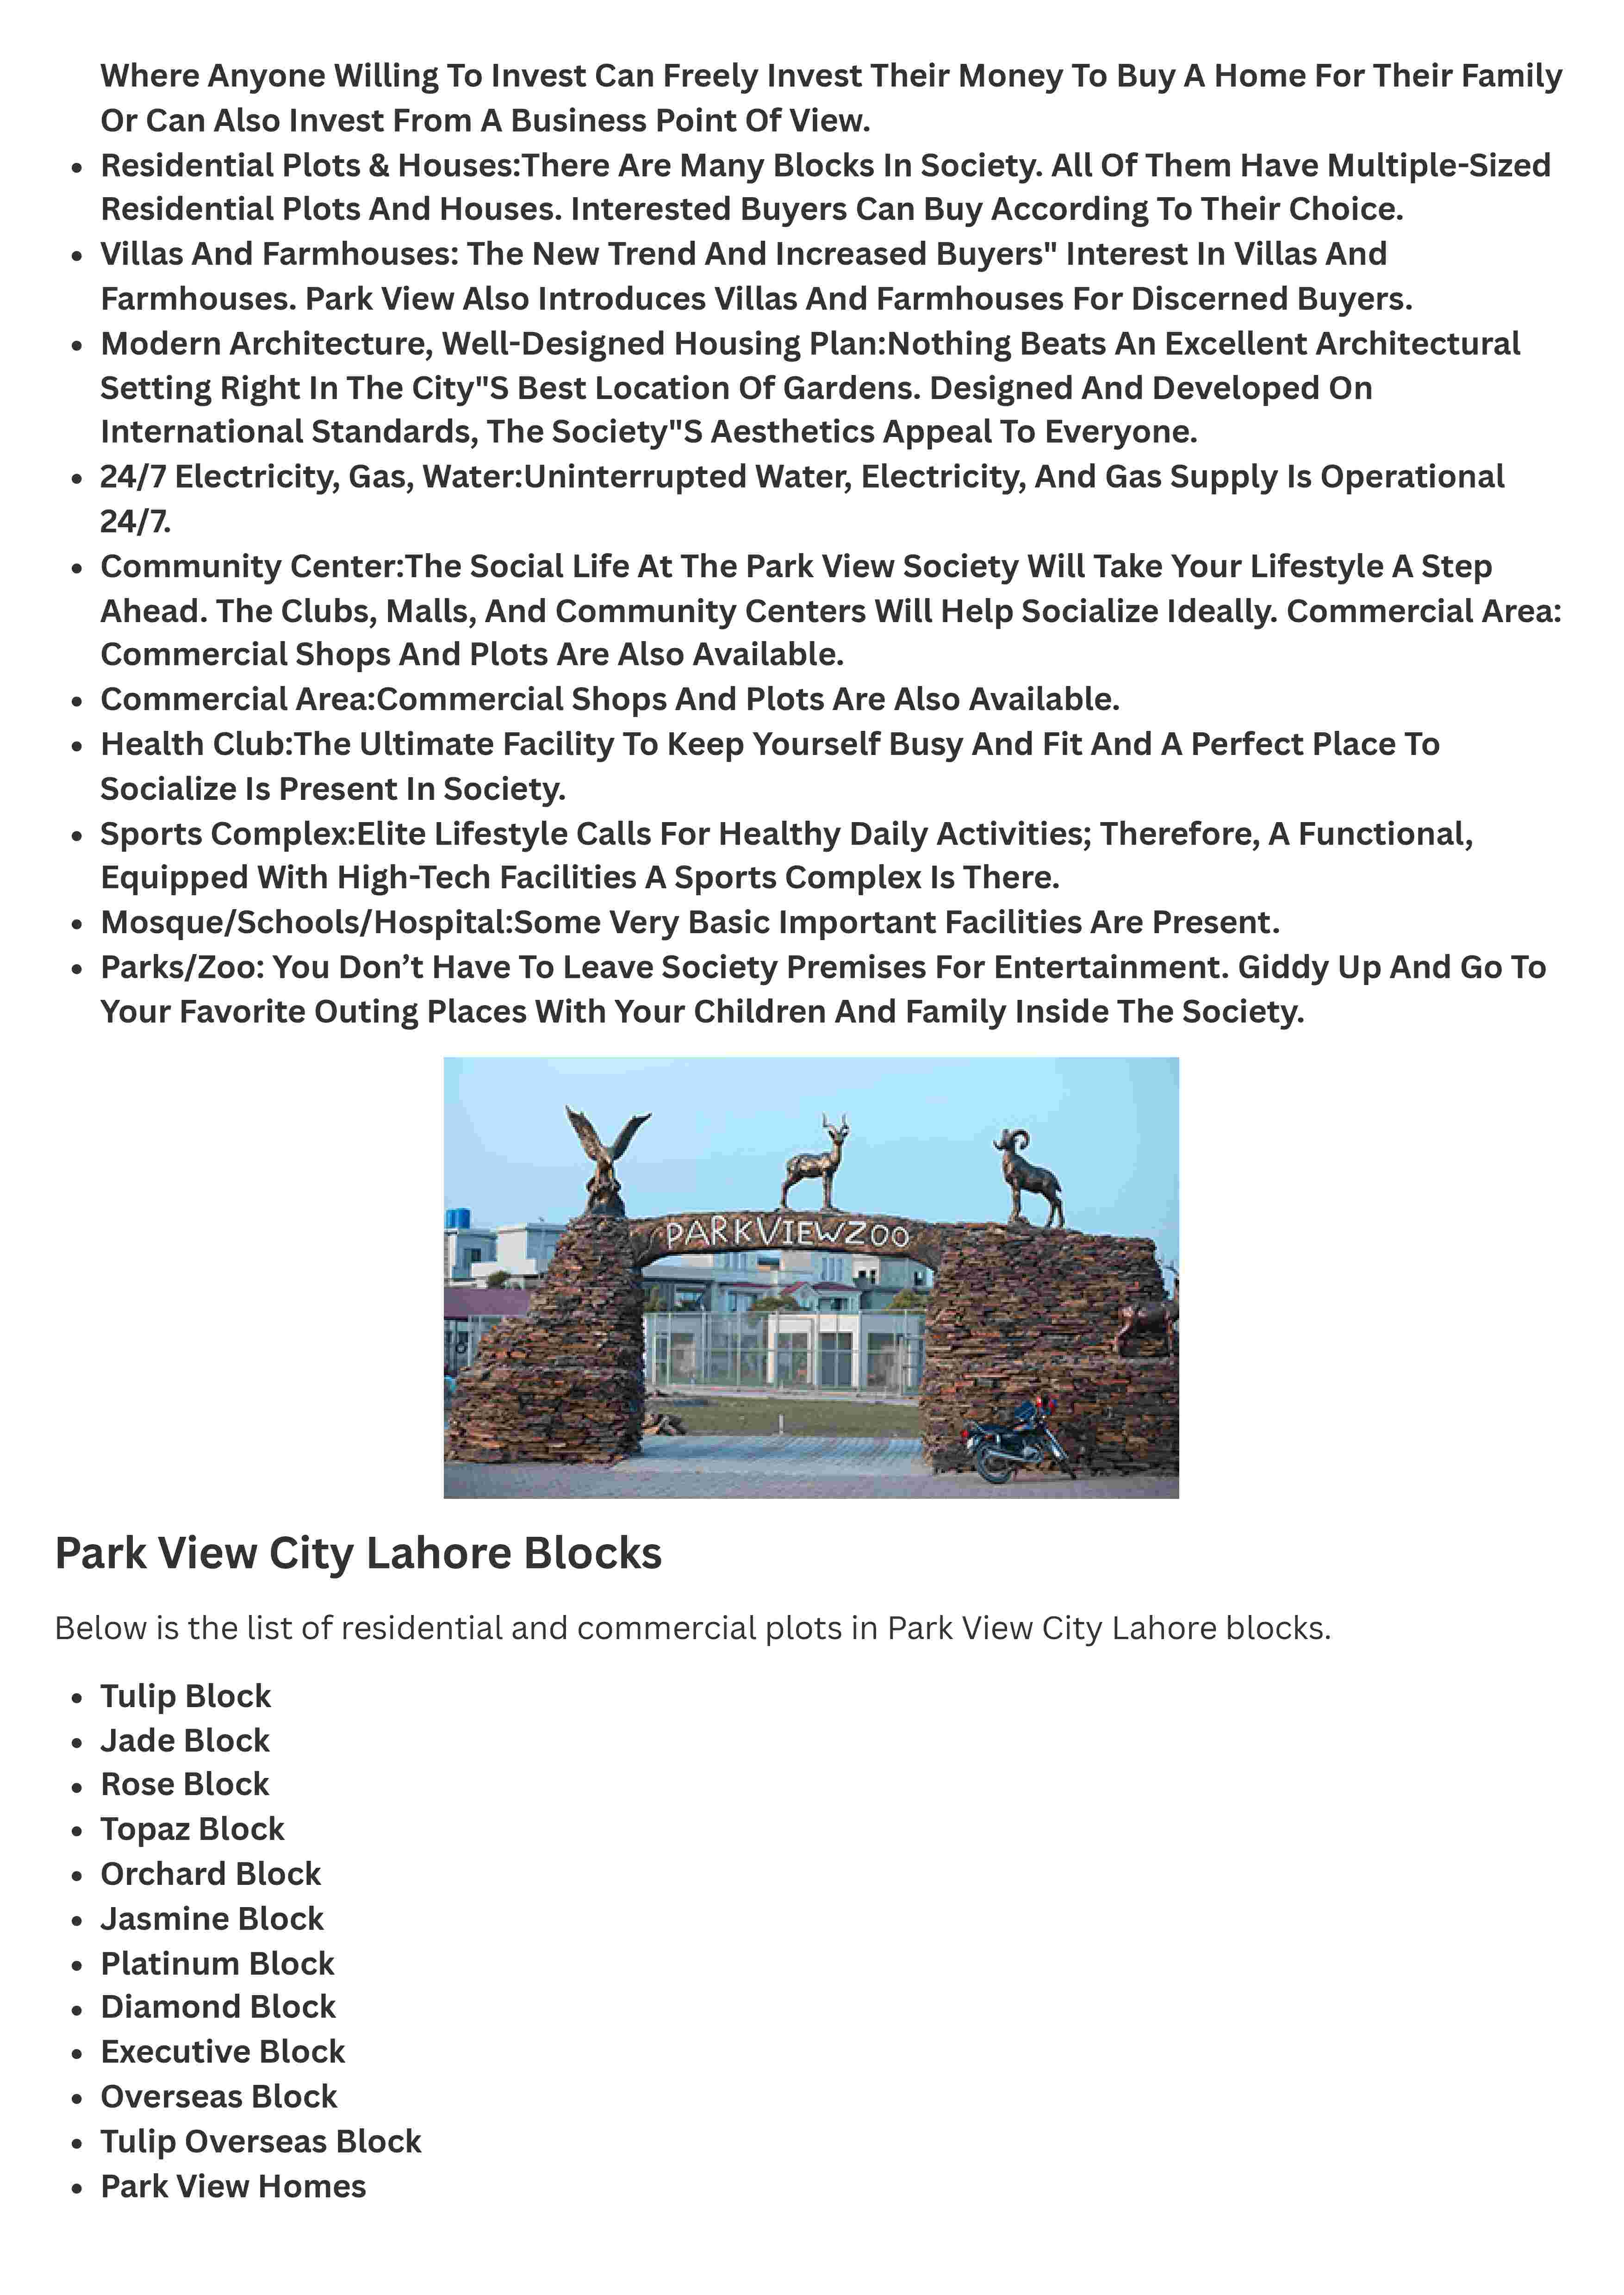 Where Anyone Willing To Invest Can Freely Invest Their Money To Buy A Home For Their Family
Or Can Also Invest From A Business Point Of View.
• Residential Plots & Houses:There Are Many Blocks In Society. All Of Them Have Multiple-Sized
Residential Plots And Houses. Interested Buyers Can Buy According To Their Choice.
• Villas And Farmhouses: The New Trend And Increased Buyers" Interest In Villas And
Farmhouses. Park View Also Introduces Villas And Farmhouses For Discerned Buyers.
• Modern Architecture, Well-Designed Housing Plan:Nothing Beats An Excellent Architectural
Setting Right In The City"S Best Location Of Gardens. Designed And Developed On
International Standards, The Society"S Aesthetics Appeal To Everyone.
• 24/7 Electricity, Gas, Water:Uninterrupted Water, Electricity, And Gas Supply Is Operational
24/7.
• Community Center:The Social Life At The Park View Society Will Take Your Lifestyle A Step
Ahead. The Clubs, Malls, And Community Centers Will Help Socialize Ideally. Commercial Area:
Commercial Shops And Plots Are Also Available.
• Commercial Area:Commercial Shops And Plots Are Also Available.
• Health Club:The Ultimate Facility To Keep Yourself Busy And Fit And A Perfect Place To
Socialize Is Present In Society.
• Sports Complex:Elite Lifestyle Calls For Healthy Daily Activities; Therefore, A Functional,
Equipped With High-Tech Facilities A Sports Complex Is There.
• Mosque/Schools/Hospital:Some Very Basic Important Facilities Are Present.
• Parks/Zoo: You Don’t Have To Leave Society Premises For Entertainment. Giddy Up And Go To
Your Favorite Outing Places With Your Children And Family Inside The Society.
PARKVIEWZOO
Park View City Lahore Blocks
Below is the list of residential and commercial plots in Park View City Lahore blocks.
• Tulip Block
• Jade Block
• Rose Block
• Topaz Block
• Orchard Block
• Jasmine Block
• Platinum Block
• Diamond Block
• Executive Block
• Overseas Block
• Tulip Overseas Block
• Park View Homes